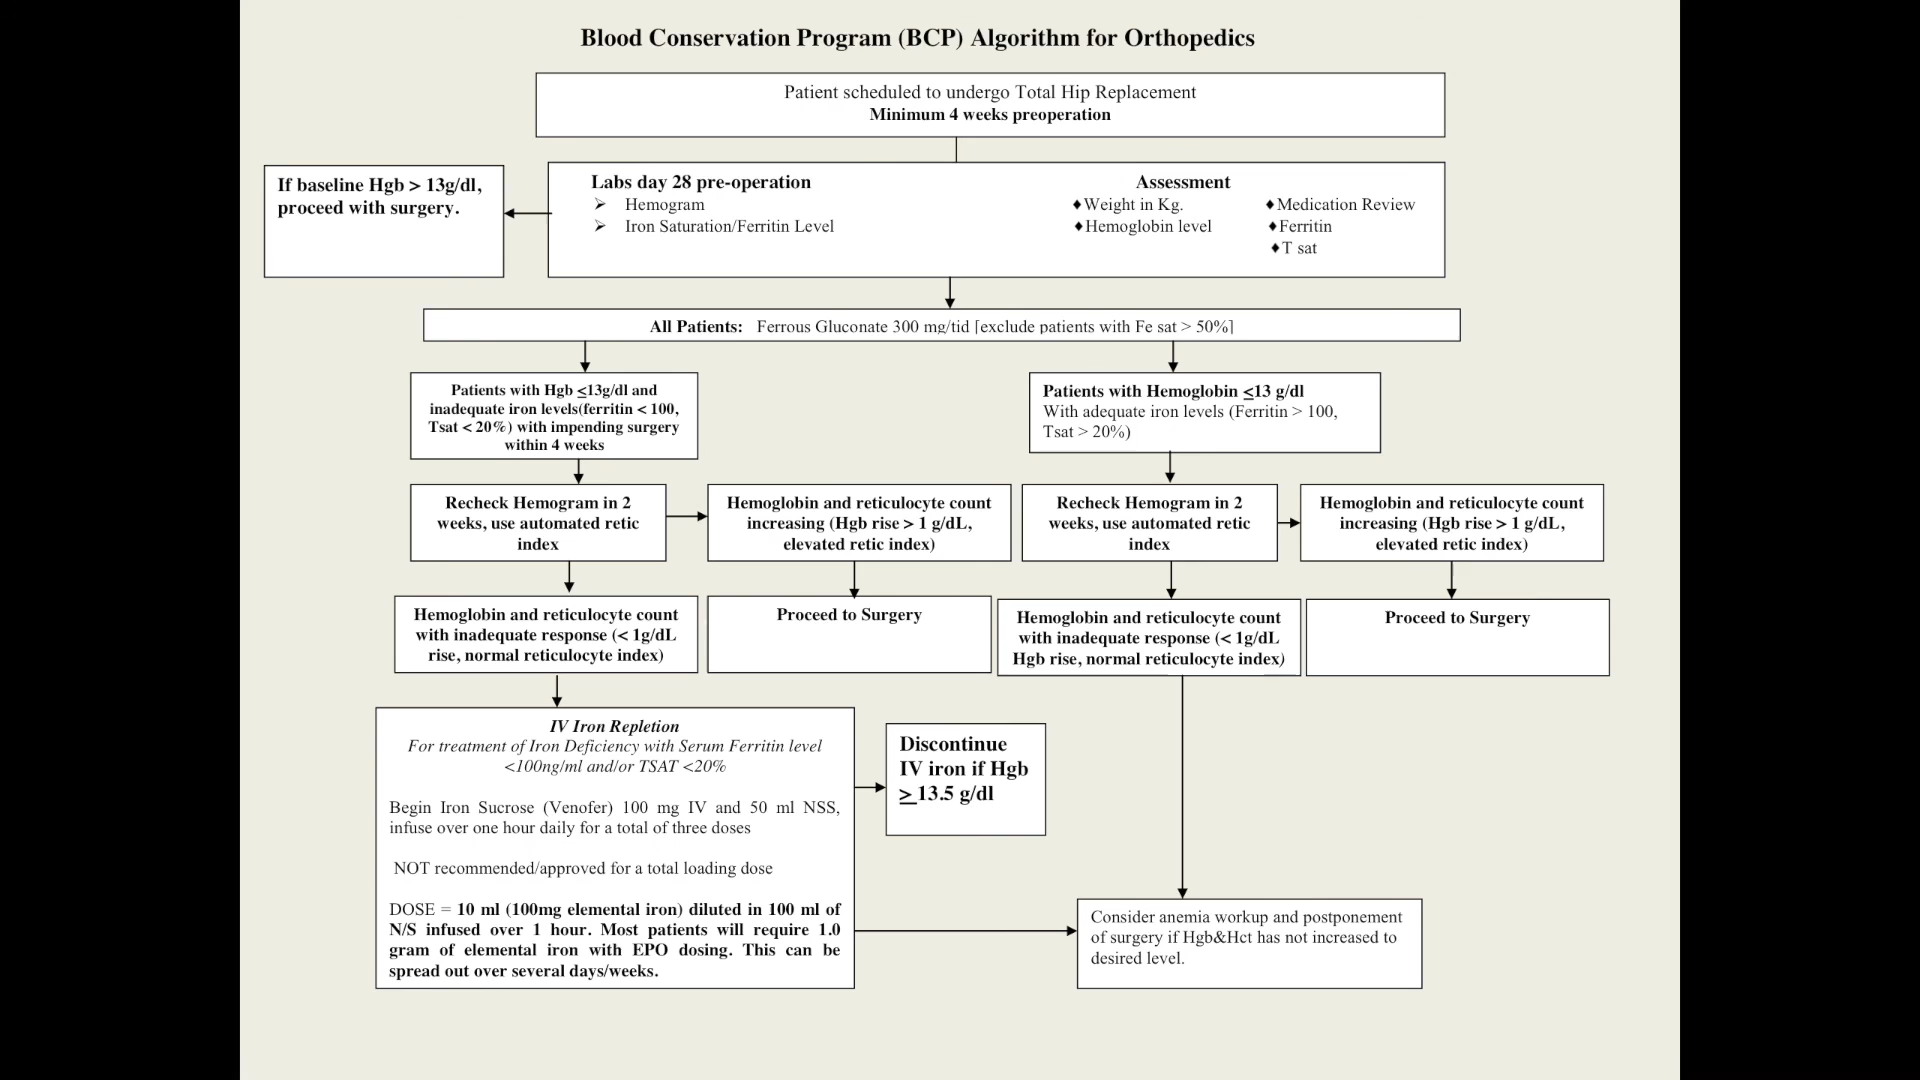 Blood Conservation Program (BCP) Algorithm for Orthopedics
Patient scheduled to undergo Total Hip Replacement
Minimum 4 weeks preoperation
If baseline Hgb > 13g/dl,
proceed with surgery.
Labs day 28 pre-operation
➢ Hemogram
➢ Iron Saturation/Ferritin Level
Assessment
♦Weight in Kg.
♦Hemoglobin level
♦Medication Review
♦Ferritin
♦T sat
All Patients: Ferrous Gluconate 300 mg/tid [exclude patients with Fe sat > 50%]
Patients with Hgb ≤13g/dl and
inadequate iron levels(ferritin < 100,
Tsat < 20%) with impending surgery
within 4 weeks
Patients with Hemoglobin ≤13 g/dl
With adequate iron levels (Ferritin > 100,
Tsat > 20%)
Recheck Hemogram in 2
weeks, use automated retic
index
Hemoglobin and reticulocyte count
increasing (Hgb rise > 1 g/dL,
elevated retic index)
Recheck Hemogram in 2
weeks, use automated retic
index
Hemoglobin and reticulocyte count
increasing (Hgb rise > 1 g/dL,
elevated retic index)
Hemoglobin and reticulocyte count
with inadequate response (< 1g/dL
rise, normal reticulocyte index)
Proceed to Surgery
Hemoglobin and reticulocyte count
with inadequate response (< 1g/dL
Hgb rise, normal reticulocyte index)
Proceed to Surgery
IV Iron Repletion
For treatment of Iron Deficiency with Serum Ferritin level
<100ng/ml and/or TSAT <20%
Begin Iron Sucrose (Venofer) 100 mg IV and 50 ml NSS,
infuse over one hour daily for a total of three doses
NOT recommended/approved for a total loading dose
DOSE = 10 ml (100mg elemental iron) diluted in 100 ml of
N/S infused over 1 hour. Most patients will require 1.0
gram of elemental iron with EPO dosing. This can be
spread out over several days/weeks.
Discontinue
IV iron if Hgb
≥ 13.5 g/dl
Consider anemia workup and postponement
of surgery if Hgb&Hct has not increased to
desired level.